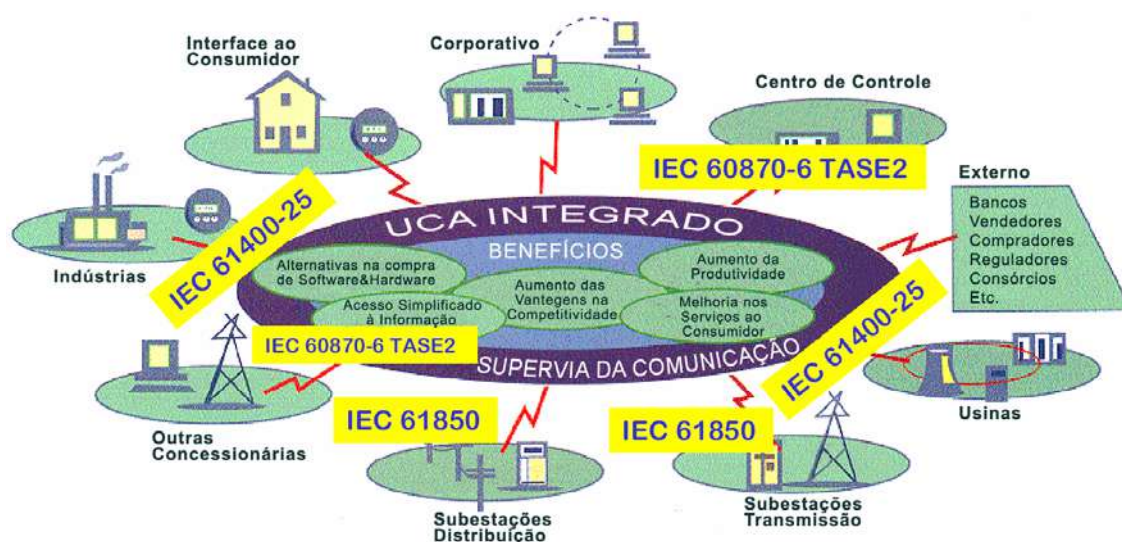 Interface ao
Consumidor
Corporativo
Centro de Controle
IEC 60870-6 TASE2
Externo
Bancos
Vendedores
Compradores
Reguladores
Consórcios
Etc.
Indústrias
IEC 61400-25
UCA INTEGRADO
BENEFÍCIOS
Alternativas na compra
de Software&Hardware
Aumento da
Produtividade
Aumento das
Vantegens na
Competitividade
Acesso Simplificado
à Informação
Melhoria nos
Serviços ao
Consumidor
IEC 60870-6 TASE2
SUPERVIA DA COMUNICAÇÃO
IEC 61400-25
Usinas
Outras
Concessionárias
IEC 61850
IEC 61850
Subestações
Distribuição
Subestações
Transmissão